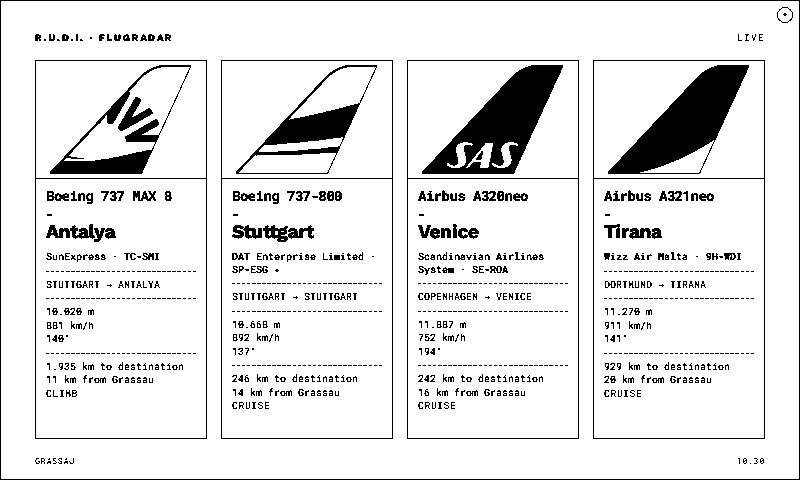 R.U.D.I. · FLUGRADAR
LIVE
Boeing 737 MAX 8
-
Antalya
SunExpress · TC-SMI
STUTTGART → ANTALYA
10.020 m
881 km/h
140°
1.935 km to destination
11 km from Grassau
CLIMB
Boeing 737-800
-
Stuttgart
DAT Enterprise Limited ·
SP-ESG ✦
STUTTGART → STUTTGART
10.668 m
892 km/h
137°
246 km to destination
14 km from Grassau
CRUISE
SAS
Airbus A320neo
-
Venice
Scandinavian Airlines
System · SE-ROA
COPENHAGEN → VENICE
11.887 m
752 km/h
194°
242 km to destination
16 km from Grassau
CRUISE
Airbus A321neo
-
Tirana
Wizz Air Malta · 9H-WDI
DORTMUND → TIRANA
11.270 m
911 km/h
141°
929 km to destination
20 km from Grassau
CRUISE
GRASSAU
10.30